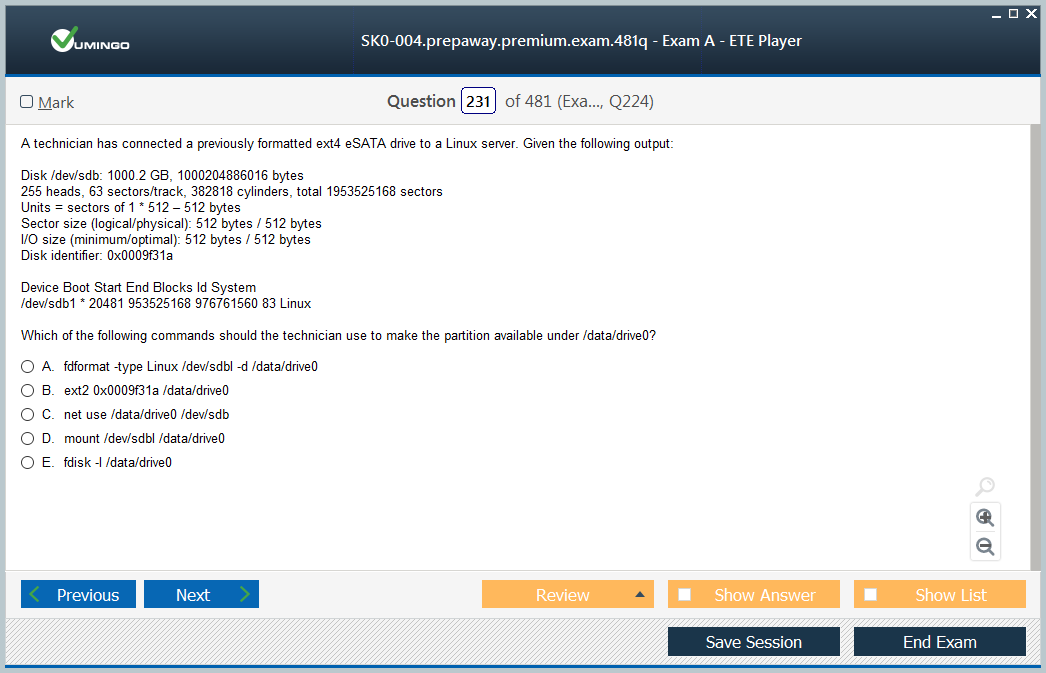 VUMINGO
SK0-004.prepaway.premium.exam.481q - Exam A - ETE Player
Mark
Question 231 of 481 (Exa..., Q224)
A technician has connected a previously formatted ext4 eSATA drive to a Linux server. Given the following output:
Disk /dev/sdb: 1000.2 GB, 1000204886016 bytes
255 heads, 63 sectors/track, 382818 cylinders, total 1953525168 sectors
Units = sectors of 1 * 512 – 512 bytes
Sector size (logical/physical): 512 bytes / 512 bytes
I/O size (minimum/optimal): 512 bytes / 512 bytes
Disk identifier: 0x0009f31a
Device Boot Start End Blocks Id System
/dev/sdb1 * 20481 953525168 976761560 83 Linux
Which of the following commands should the technician use to make the partition available under /data/drive0?
A. fdformat -type Linux /dev/sdbl -d /data/drive0
B. ext2 0x0009f31a /data/drive0
C. net use /data/drive0 /dev/sdb
D. mount /dev/sdbl /data/drive0
E. fdisk -l /data/drive0
Previous
Next
Review
Show Answer
Show List
Save Session
End Exam